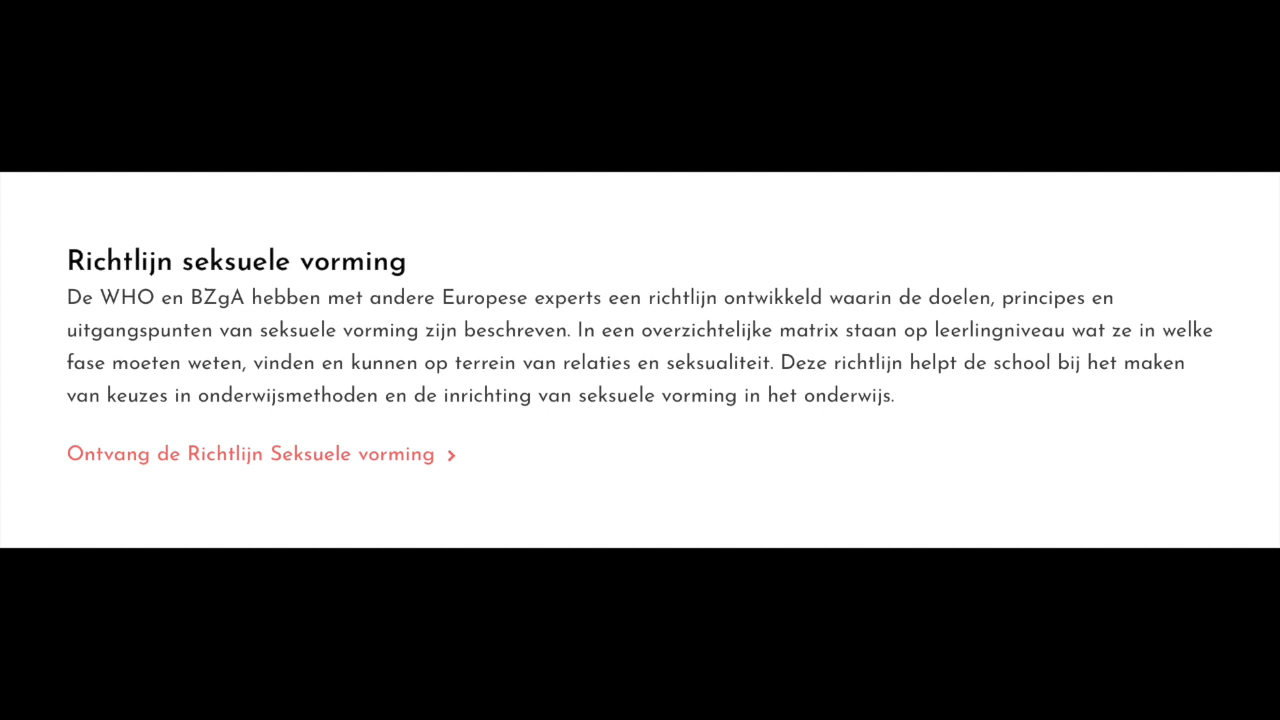 Richtlijn seksuele vorming
De WHO en BZgA hebben met andere Europese experts een richtlijn ontwikkeld waarin de doelen, principes en
uitgangspunten van seksuele vorming zijn beschreven. In een overzichtelijke matrix staan op leerlingniveau wat ze in welke
fase moeten weten, vinden en kunnen op terrein van relaties en seksualiteit. Deze richtlijn helpt de school bij het maken
van keuzes in onderwijsmethoden en de inrichting van seksuele vorming in het onderwijs.
Ontvang de Richtlijn Seksuele vorming >